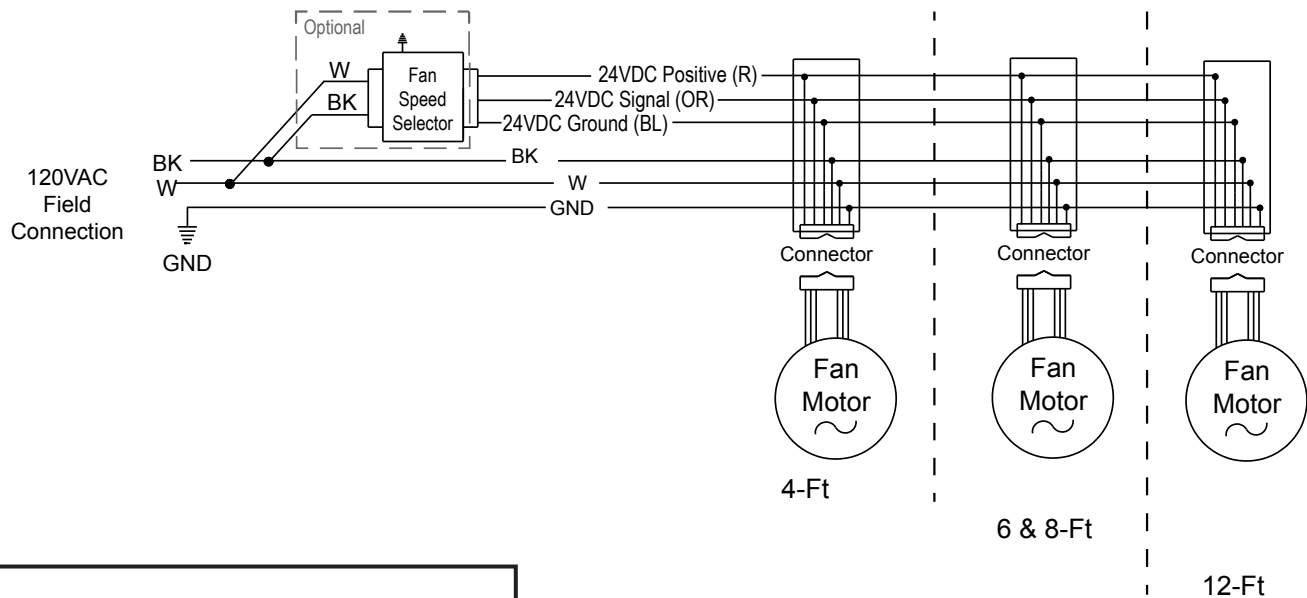 Optional
W
BK
Fan
Speed
Selector
24VDC Positive (R)
24VDC Signal (OR)
24VDC Ground (BL)
BK
W
GND
120VAC
Field
Connection
BK
W
GND
Connector
Connector
Connector
Fan
Motor
Fan
Motor
Fan
Motor
4-Ft
6 & 8-Ft
12-Ft